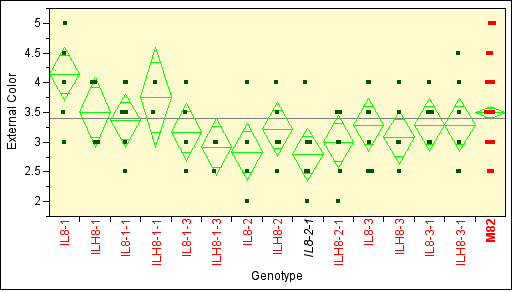 External Color
5
4.5
4
3.5
3
2.5
2
IL8-1
ILH8-1
IL8-1-1
ILH8-1-1
IL8-1-3
ILH8-1-3
IL8-2
ILH8-2
IL8-2-1
ILH8-2-1
IL8-3
ILH8-3
IL8-3-1
ILH8-3-1
M82
Genotype